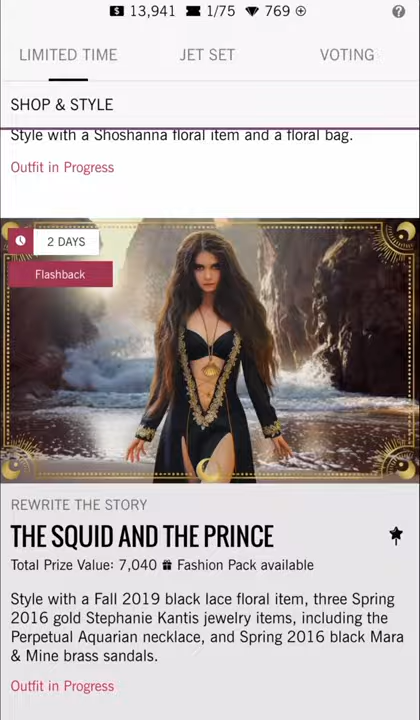 13,941 1/75 769
LIMITED TIME JET SET VOTING
SHOP & STYLE
Style with a Shoshanna floral item and a floral bag.
Outfit in Progress
2 DAYS
Flashback
REWRITE THE STORY
THE SQUID AND THE PRINCE
Total Prize Value: 7,040 Fashion Pack available
Style with a Fall 2019 black lace floral item, three Spring
2016 gold Stephanie Kantis jewelry items, including the
Perpetual Aquarian necklace, and Spring 2016 black Mara
& Mine brass sandals.
Outfit in Progress